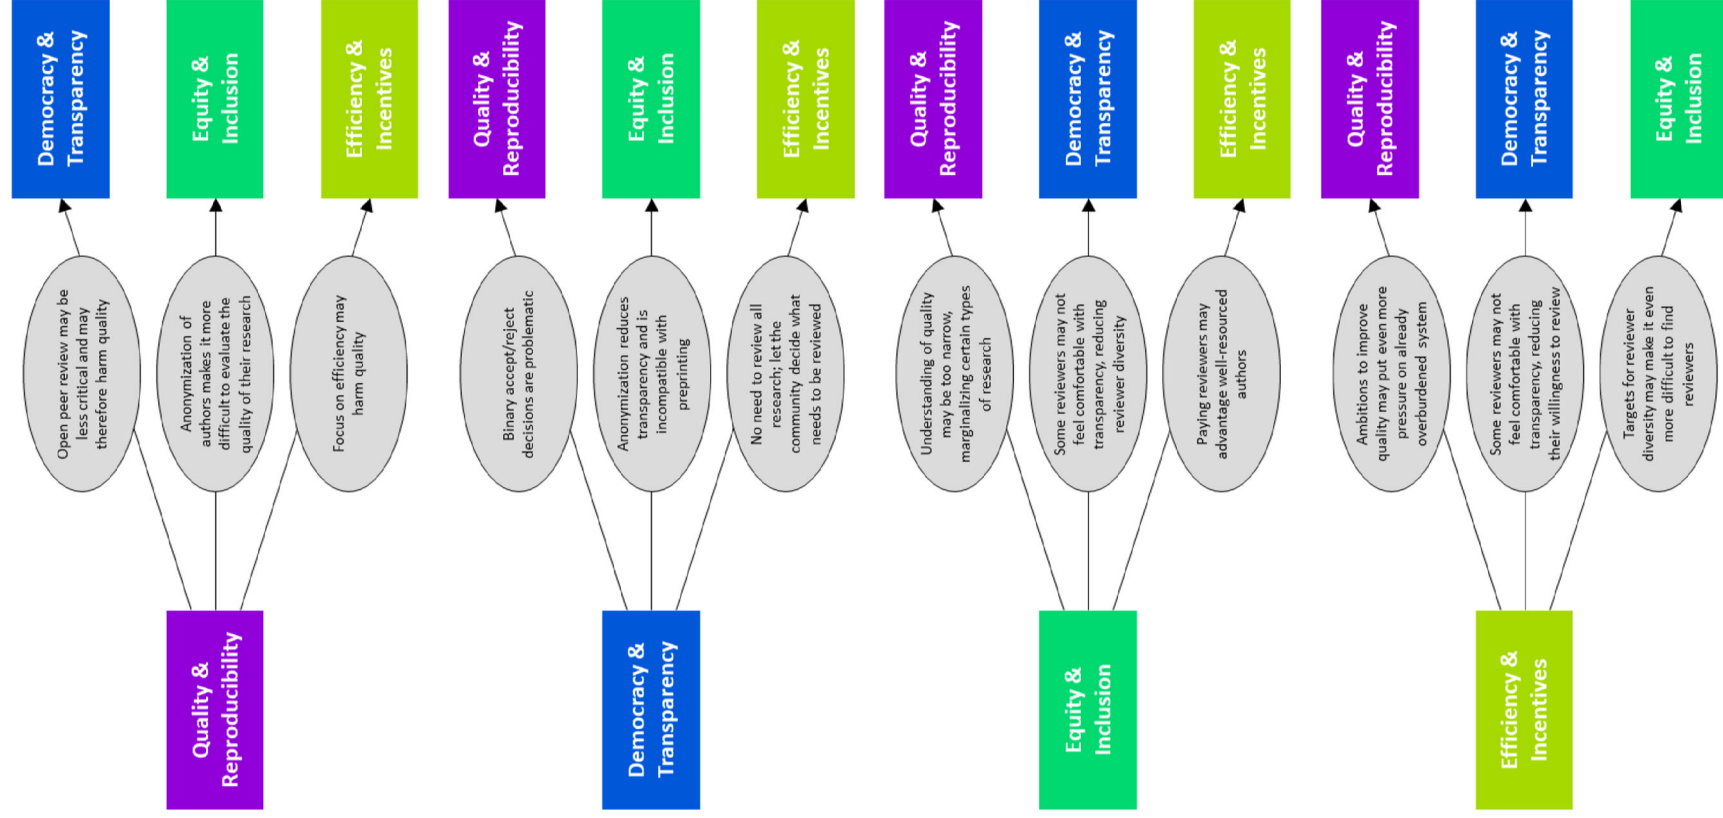 Quality &
Reproducibility
Open peer review may be
less critical and may
therefore harm quality
Democracy &
Transparency
Anonymization of
authors makes it more
difficult to evaluate the
quality of their research
Equity &
Inclusion
Focus on efficiency may
harm quality
Efficiency &
Incentives
Democracy &
Transparency
Binary accept/reject
decisions are problematic
Quality &
Reproducibility
Anonymization reduces
transparency and is
incompatible with
preprinting
Equity &
Inclusion
No need to review all
research; let the
community decide what
needs to be reviewed
Efficiency &
Incentives
Equity &
Inclusion
Understanding of quality
may be too narrow,
marginalizing certain types
of research
Quality &
Reproducibility
Some reviewers may not
feel comfortable with
transparency, reducing
reviewer diversity
Democracy &
Transparency
Paying reviewers may
advantage well-resourced
authors
Efficiency &
Incentives
Efficiency &
Incentives
Ambitions to improve
quality may put even more
pressure on already
overburdened system
Quality &
Reproducibility
Some reviewers may not
feel comfortable with
transparency, reducing
their willingness to review
Democracy &
Transparency
Targets for reviewer
diversity may make it even
more difficult to find
reviewers
Equity &
Inclusion